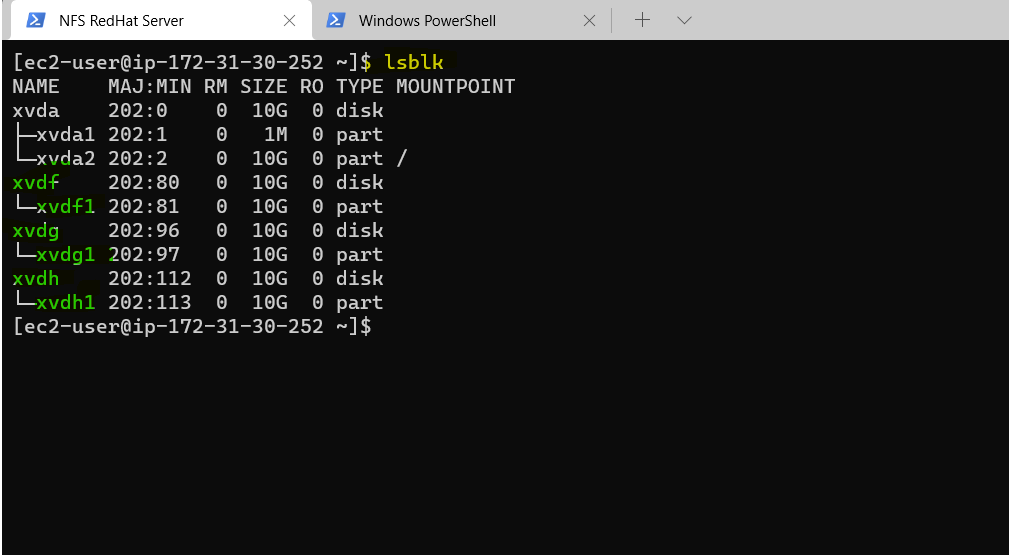 NFS RedHat Server
Windows PowerShell
[ec2-user@ip-172-31-30-252 ~]$ lsblk
NAME    MAJ:MIN RM SIZE RO TYPE MOUNTPOINT
xvda    202:0    0  10G  0 disk
├─xvda1 202:1    0   1M  0 part
└─xvda2 202:2    0  10G  0 part /
xvdf    202:80   0  10G  0 disk
└─xvdf1 202:81   0  10G  0 part
xvdg    202:96   0  10G  0 disk
└─xvdg1 202:97   0  10G  0 part
xvdh    202:112  0  10G  0 disk
└─xvdh1 202:113  0  10G  0 part
[ec2-user@ip-172-31-30-252 ~]$